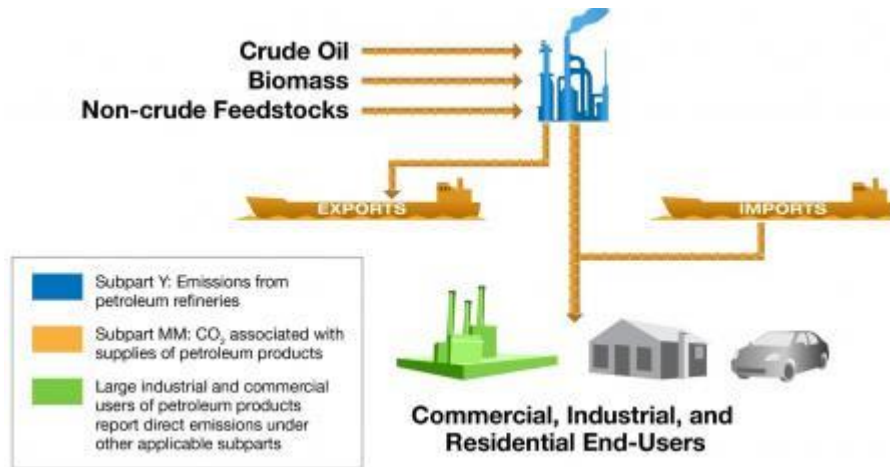 Crude Oil
Biomass
Non-crude Feedstocks
EXPORTS
IMPORTS
Subpart Y: Emissions from
petroleum refineries
Subpart MM: CO₂ associated with
supplies of petroleum products
Large industrial and commercial
users of petroleum products
report direct emissions under
other applicable subparts
Commercial, Industrial, and
Residential End-Users